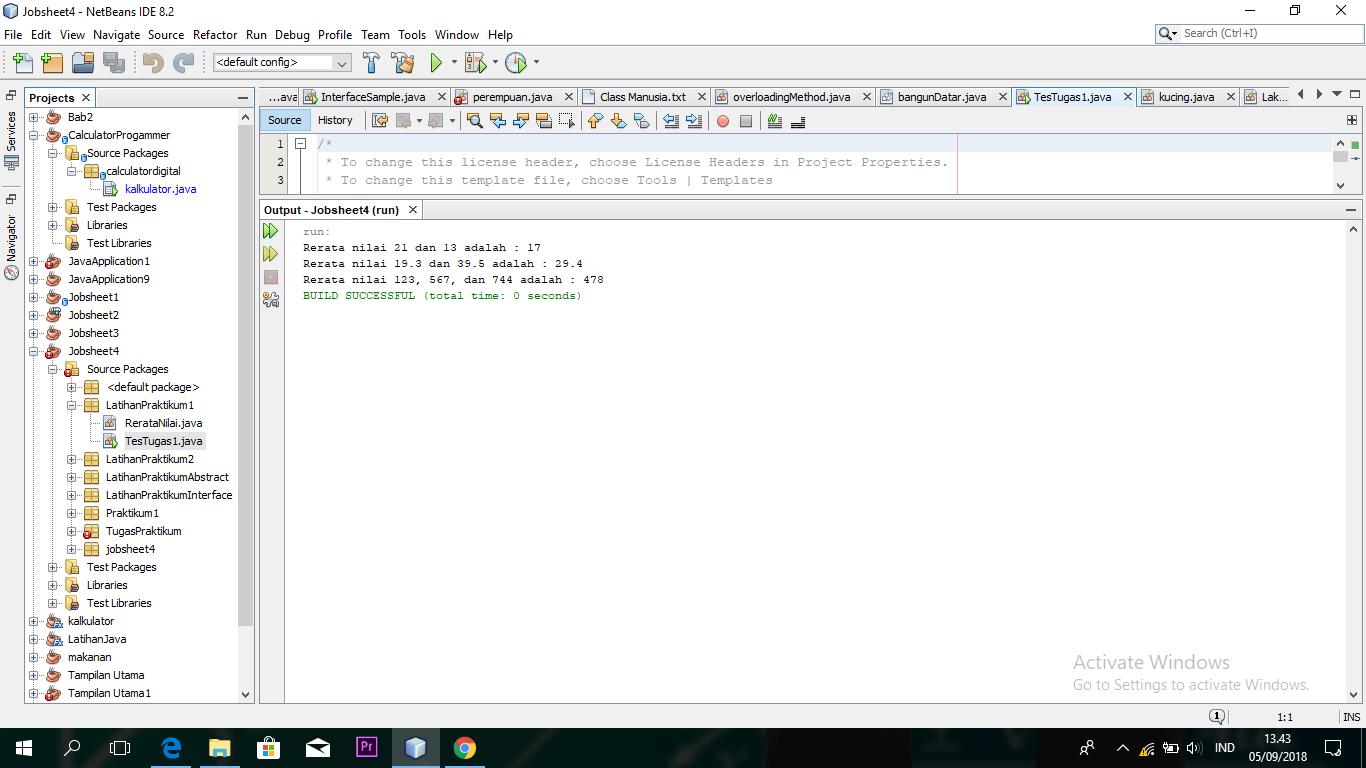 Jobsheet4 - NetBeans IDE 8.2
File Edit View Navigate Source Refactor Run Debug Profile Team Tools Window Help
Search (Ctrl+I)
<default config>
Projects
Services
Navigator
Bab2
CalculatorProgammer
Source Packages
calculatordigital
kalkulator.java
Test Packages
Libraries
Test Libraries
JavaApplication1
JavaApplication9
Jobsheet1
Jobsheet2
Jobsheet3
Jobsheet4
Source Packages
<default package>
LatihanPraktikum1
RerataNilai.java
TesTugas1.java
LatihanPraktikum2
LatihanPraktikumAbstract
LatihanPraktikumInterface
Praktikum1
TugasPraktikum
jobsheet4
Test Packages
Libraries
Test Libraries
kalkulator
LatihanJava
makanan
Tampilan Utama
Tampilan Utama1
...ava InterfaceSample.java perempuan.java Class Manusia.txt overloadingMethod.java bangunDatar.java TesTugas1.java kucing.java Lak...
Source History
1 /*
2 * To change this license header, choose License Headers in Project Properties.
3 * To change this template file, choose Tools | Templates
Output - Jobsheet4 (run)
run:
Rerata nilai 21 dan 13 adalah : 17
Rerata nilai 19.3 dan 39.5 adalah : 29.4
Rerata nilai 123, 567, dan 744 adalah : 478
BUILD SUCCESSFUL (total time: 0 seconds)
Activate Windows
Go to Settings to activate Windows.
1 1:1 INS
Pr
IND
13.43
05/09/2018